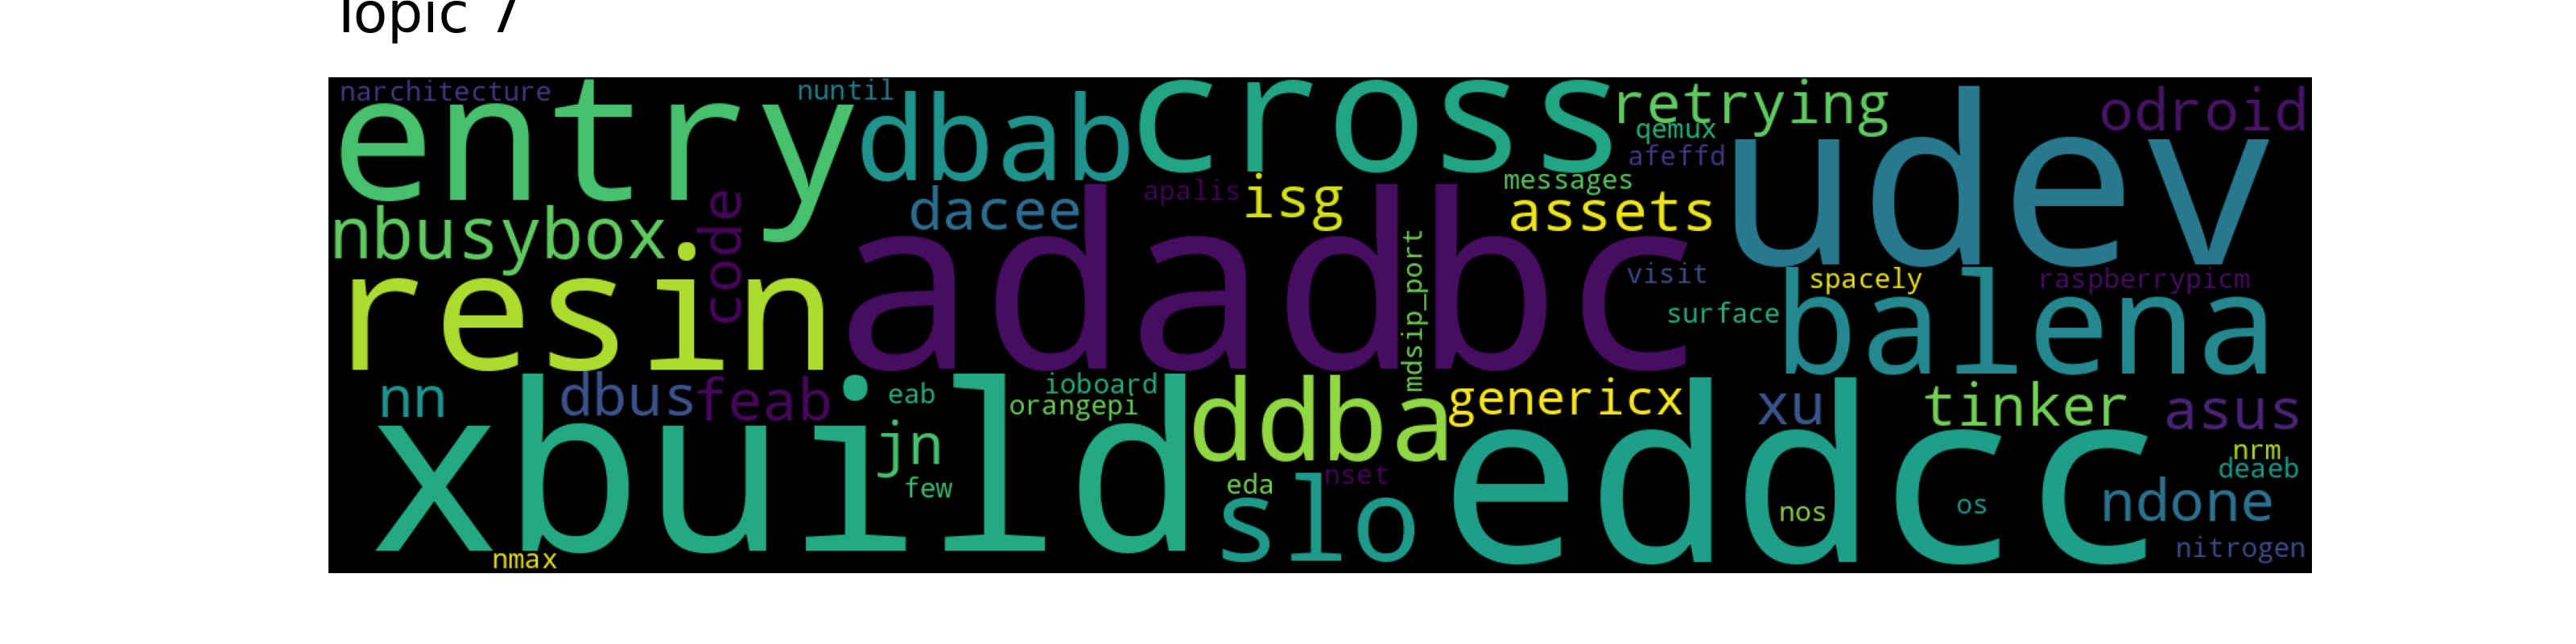 Topic 7
narchitecture
nuntil
entry
dbab
cross
retrying
odroid
qemux
afeffd
udev
dacee
apalis
isg
messages
assets
nbusybox
code
resin
adadbc
mdsip_port
visit
spacely
raspberrypicm
surface
balena
nn
dbus
feab
eab
ioboard
orangepi
ddba
genericx
xu
tinker
asus
xbuild
jn
few
eda
nset
slo
eddcc
nos
os
nrm
deaeb
ndone
nitrogen
nmax